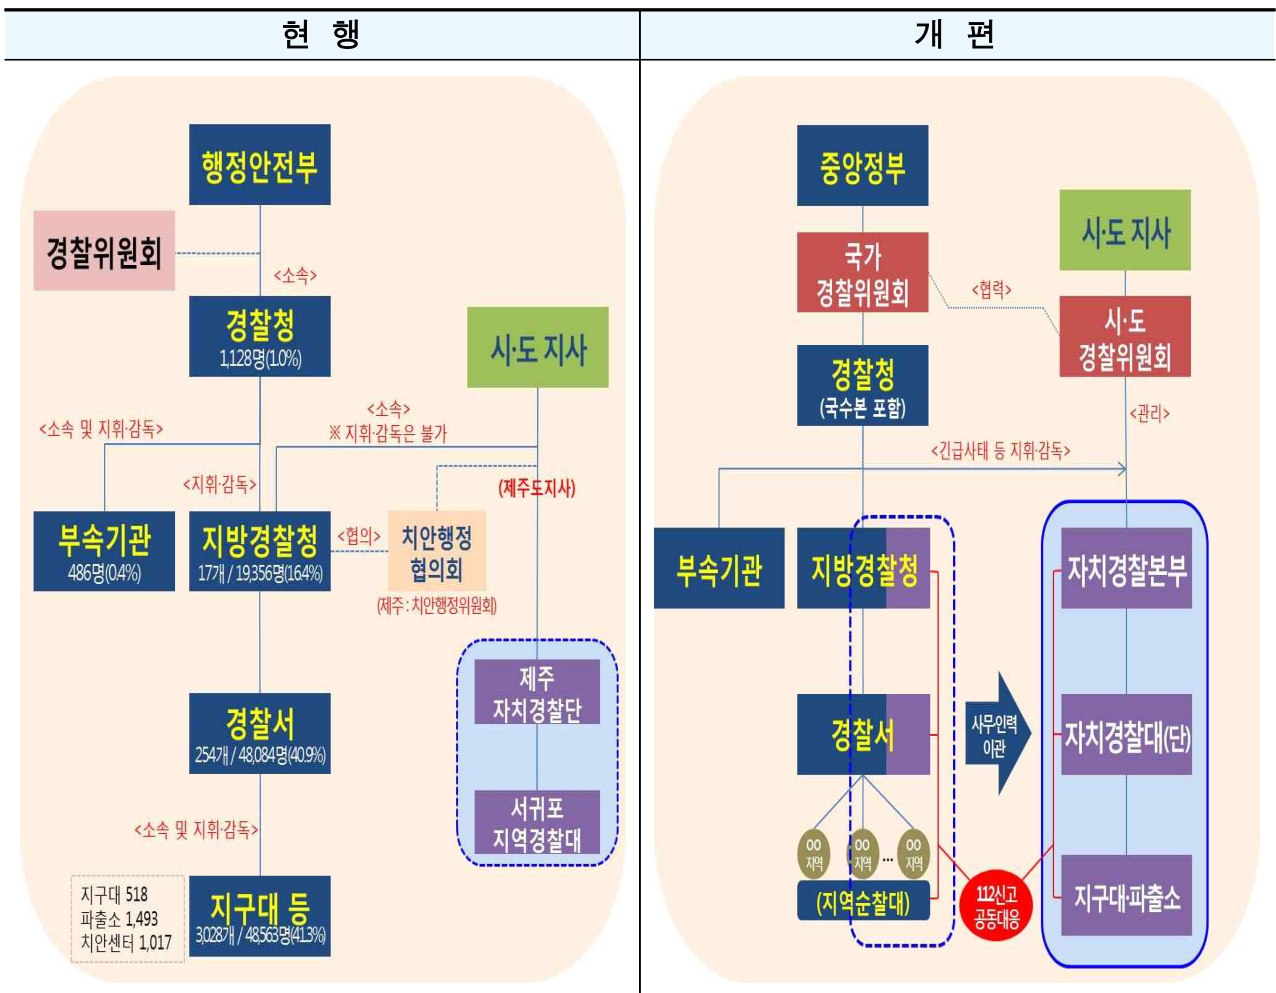 현 행
행정안전부
경찰위원회
<소속>
경찰청
1,128명(1.0%)
시·도 지사
<소속>
※ 지휘·감독은 불가
<소속 및 지휘·감독>
<지휘·감독>
(제주도지사)
부속기관
486명(0.4%)
지방경찰청
17개 / 19,356명(16.4%)
<협의>
치안행정
협의회
(제주 : 치안행정위원회)
제주
자치경찰단
경찰서
254개 / 48,084명(40.9%)
서귀포
지역경찰대
<소속 및 지휘·감독>
지구대 518
파출소 1,493
치안센터 1,017
지구대 등
3,028개 / 48,563명(41.3%)
개 편
중앙정부
시·도 지사
국가
경찰위원회
<협력>
시·도
경찰위원회
경찰청
(국수본 포함)
<관리>
<긴급사태 등 지휘·감독>
부속기관
지방경찰청
자치경찰본부
경찰서
사무·인력
이관
자치경찰대(단)
OO
지역
OO
지역
...
OO
지역
(지역순찰대)
112신고
공동대응
지구대·파출소